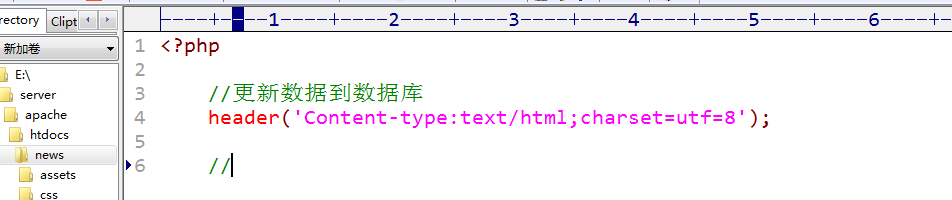 rectory Clipt
----+----1----+----2----+----3----+----4----+----5----+----6----+-
新加卷
E:\
server
apache
htdocs
news
assets
css
1 <?php
2
3 //更新数据到数据库
4 header('Content-type:text/html;charset=utf=8');
5
6 //